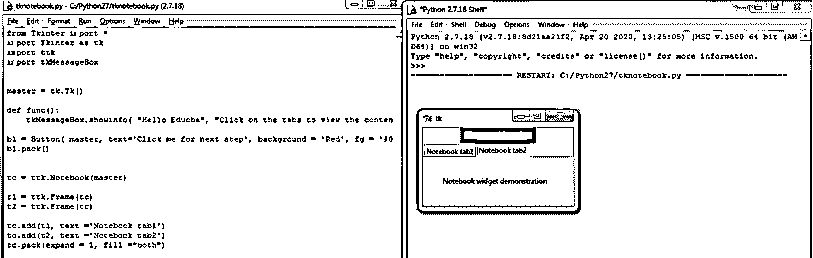 tknotebook.py - C:/Python27/tknotebook.py (2.7.18)
File Edit Format Run Options Window Help
from Tkinter import *
import Tkinter as tk
import ttk
import tkMessageBox
master = tk.Tk()
def func():
tkMessageBox.showinfo( "Hello Educba", "Click on the tabs to view the conten
b1 = Button( master, text='Click me for next step', background = 'Red', fg =
b1.pack()
tc = ttk.Notebook(master)
t1 = ttk.Frame(tc)
t2 = ttk.Frame(tc)
tc.add(t1, text ='Notebook tab1')
tc.add(t2, text ='Notebook tab2')
tc.pack(expand = 1, fill ="both")
*Python 2.7.18 Shell*
File Edit Shell Debug Options Window Help
Python 2.7.18 (v2.7.18:8d21aa21f2, Apr 20 2020, 13:25:05) [MSC v.1500 64 bit (AM
D64)] on win32
Type "help", "copyright", "credits" or "license()" for more information.
>>>
RESTART: C:/Python27/tknotebook.py
tk
Notebook tab1 Notebook tab2
Notebook widget demonstration